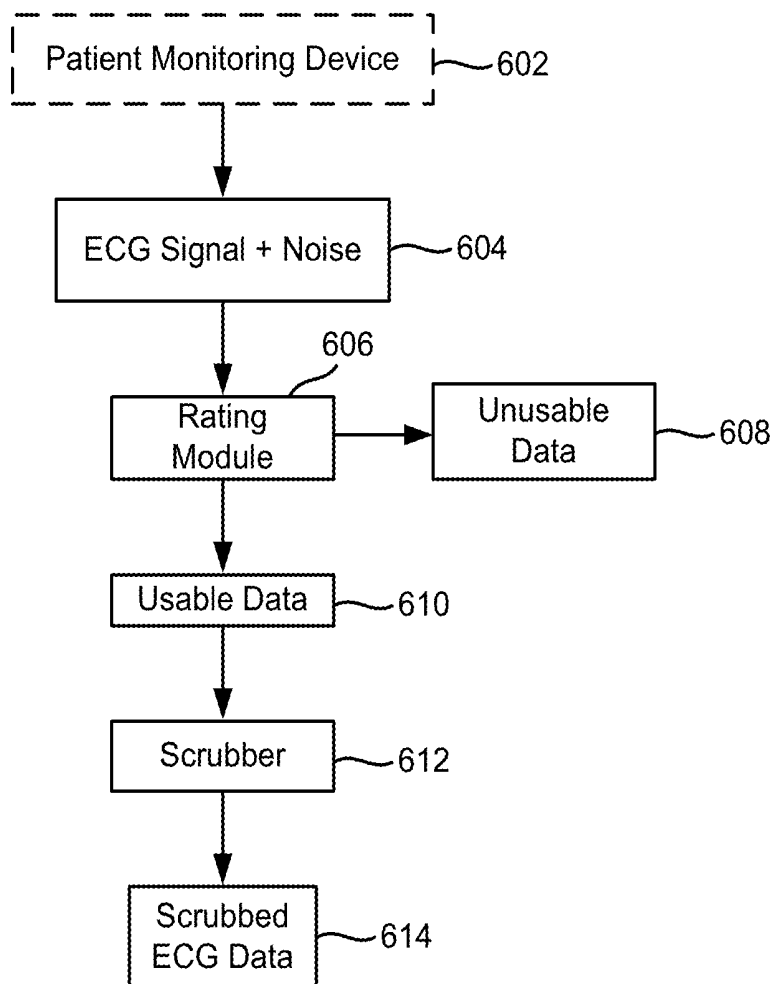 Patient Monitoring Device
602
ECG Signal + Noise
604
606
Rating
Module
Unusable
Data
608
Usable Data
610
Scrubber
612
Scrubbed
ECG Data
614